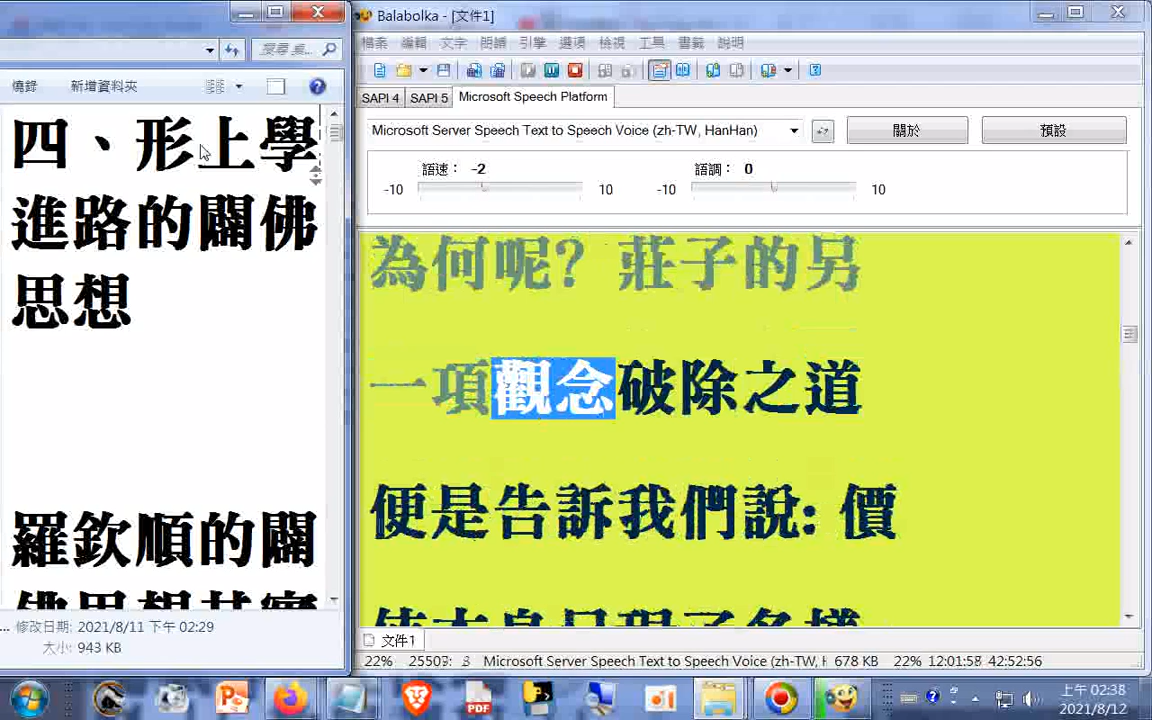 Balabolka - [文件1]
檔案 編輯 文字 朗讀 引擎 選項 檢視 工具 書籤 說明
搜尋 桌...
燒錄 新增資料夾
SAPI 4 SAPI 5 Microsoft Speech Platform
Microsoft Server Speech Text to Speech Voice (zh-TW, HanHan) 關於 預設
語速： -2 語調： 0
-10 10 -10 10
四、形上學
進路的闢佛
思想
羅欽順的闢
佛思想其實
修改日期: 2021/8/11 下午 02:29
大小: 943 KB
為何呢？莊子的另
一項觀念破除之道
便是告訴我們說: 價
文件1
22% Microsoft Server Speech Text to Speech Voice (zh-TW, H 678 KB 22% 12:01:58 42:52:56
PDF
上午 02:38
2021/8/12